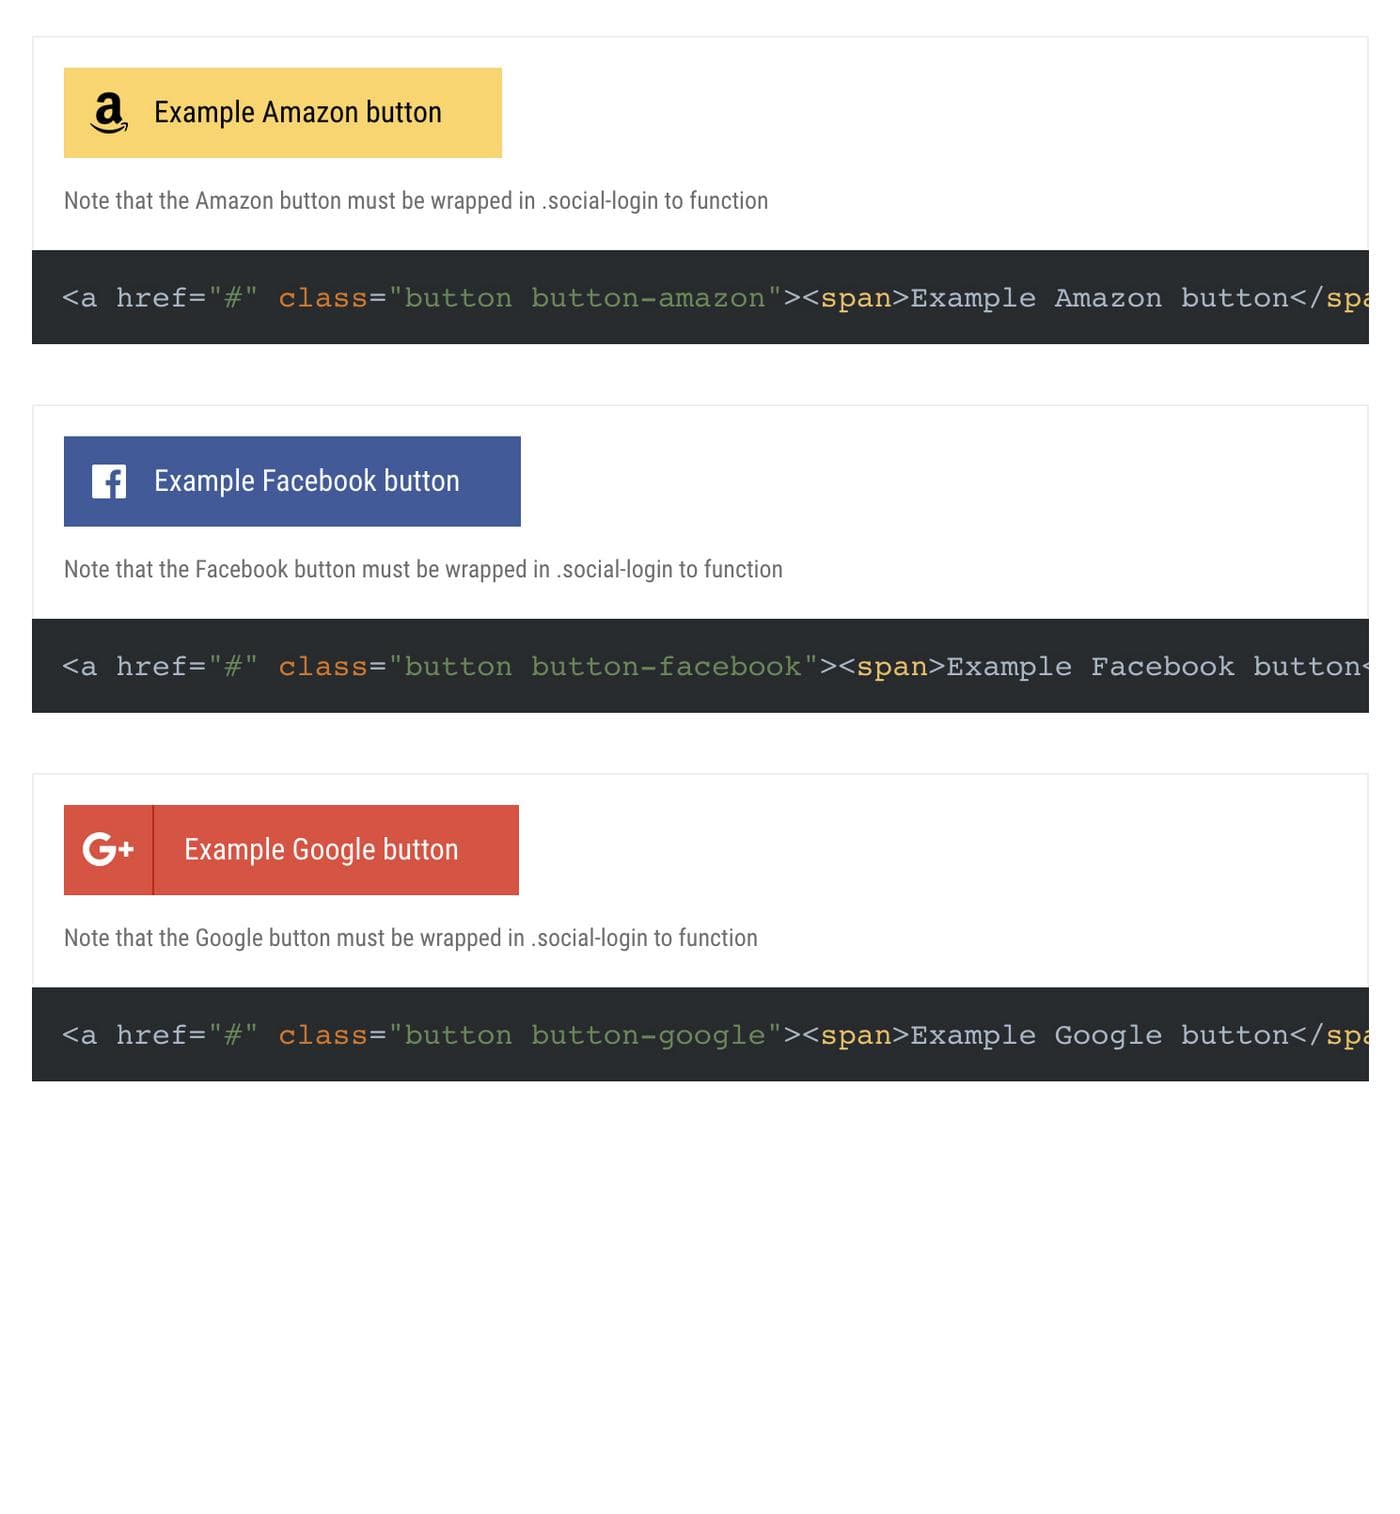 Example Amazon button
Note that the Amazon button must be wrapped in .social-login to function
<a href="#" class="button button-amazon"><span>Example Amazon button</spa
Example Facebook button
Note that the Facebook button must be wrapped in .social-login to function
<a href="#" class="button button-facebook"><span>Example Facebook button<
G+ Example Google button
Note that the Google button must be wrapped in .social-login to function
<a href="#" class="button button-google"><span>Example Google button</spa